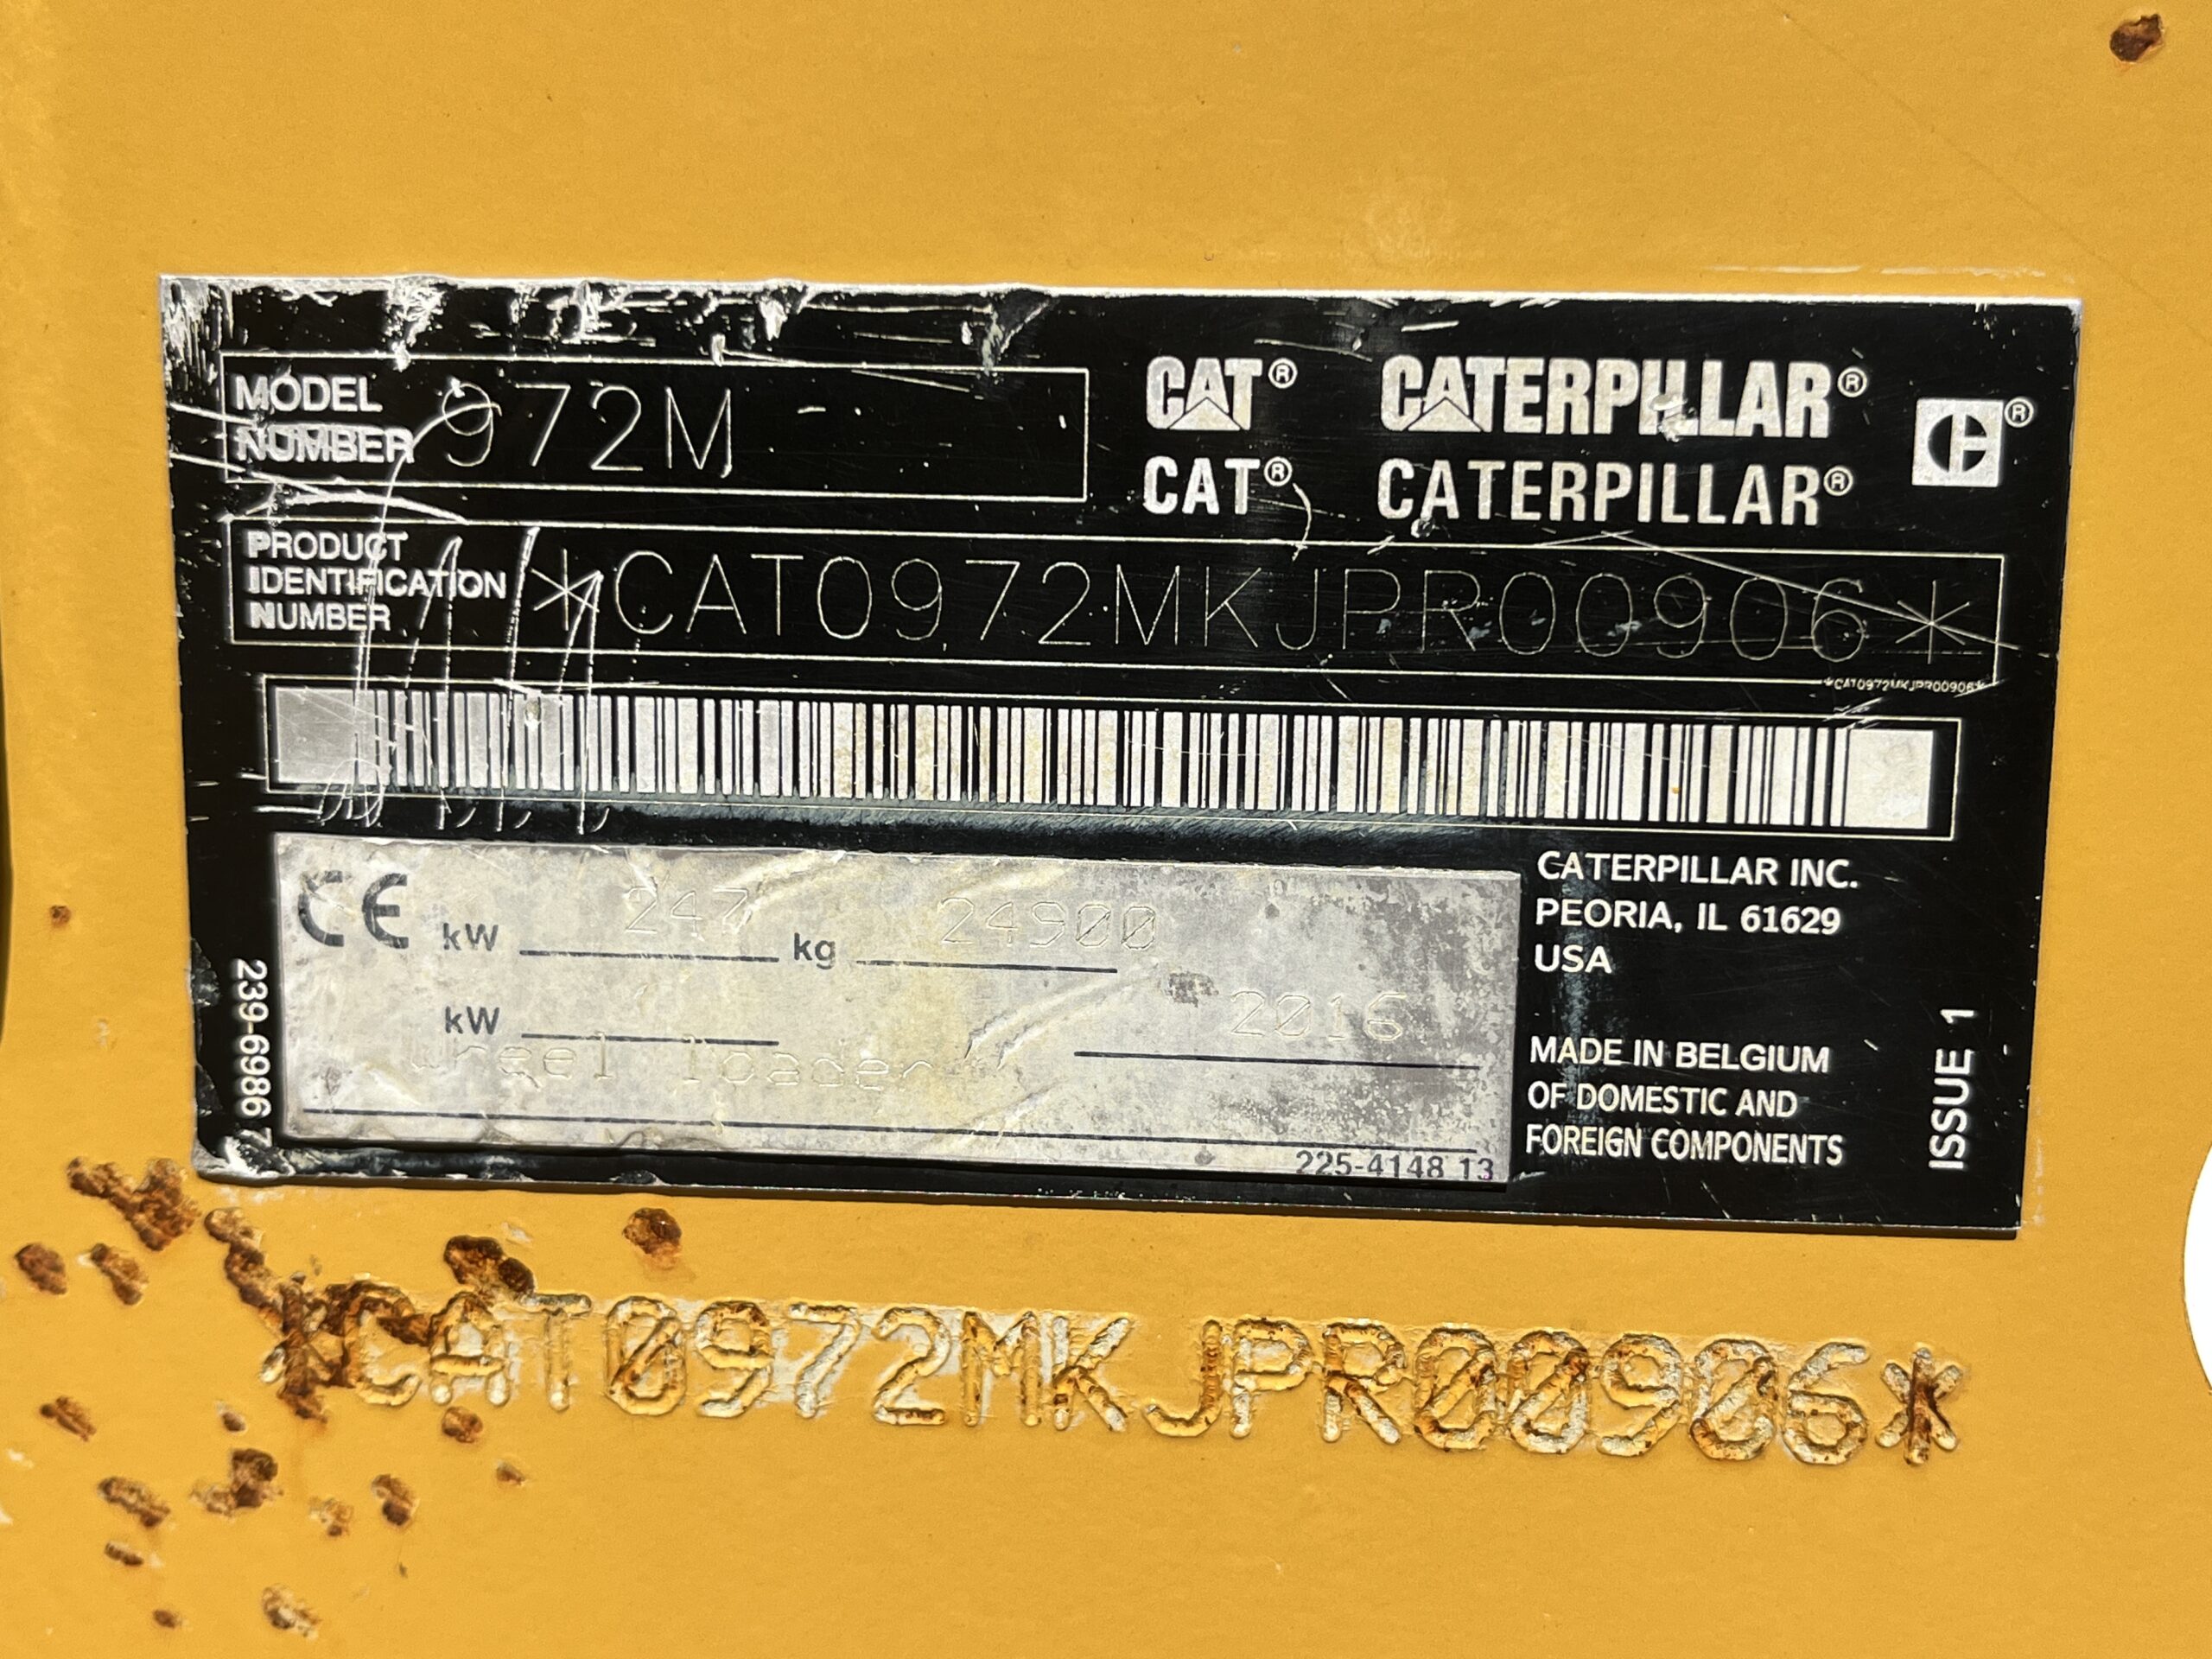 MODEL
NUMBER 972M
CAT® CATERPILLAR®
CAT® CATERPILLAR®
PRODUCT
IDENTIFICATION
NUMBER
*CAT0972MKJPR00906*
*CAT0972MKJPR00906*
CE kW 247 kg 24900
kW 2016
wheel loader
225-4148 13
239-6986 7
CATERPILLAR INC.
PEORIA, IL 61629
USA
MADE IN BELGIUM
OF DOMESTIC AND
FOREIGN COMPONENTS
ISSUE 1
*CAT0972MKJPR00906*